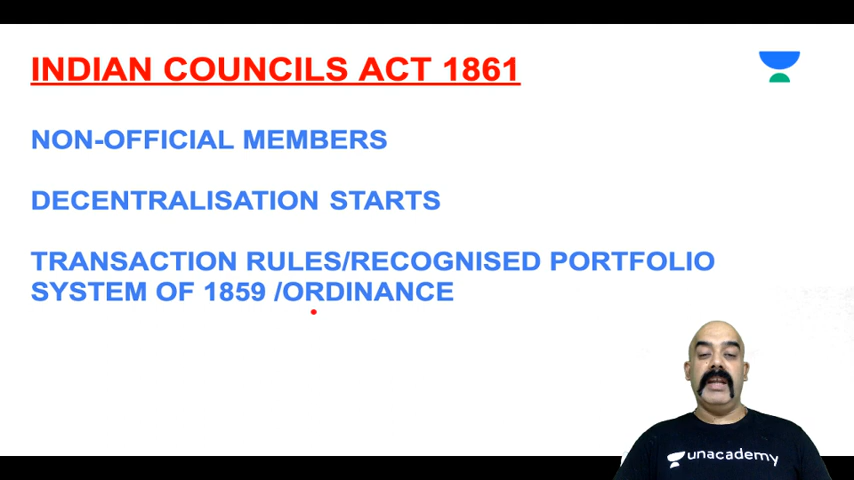 INDIAN COUNCILS ACT 1861
NON-OFFICIAL MEMBERS
DECENTRALISATION STARTS
TRANSACTION RULES/RECOGNISED PORTFOLIO
SYSTEM OF 1859 /ORDINANCE
unacademy